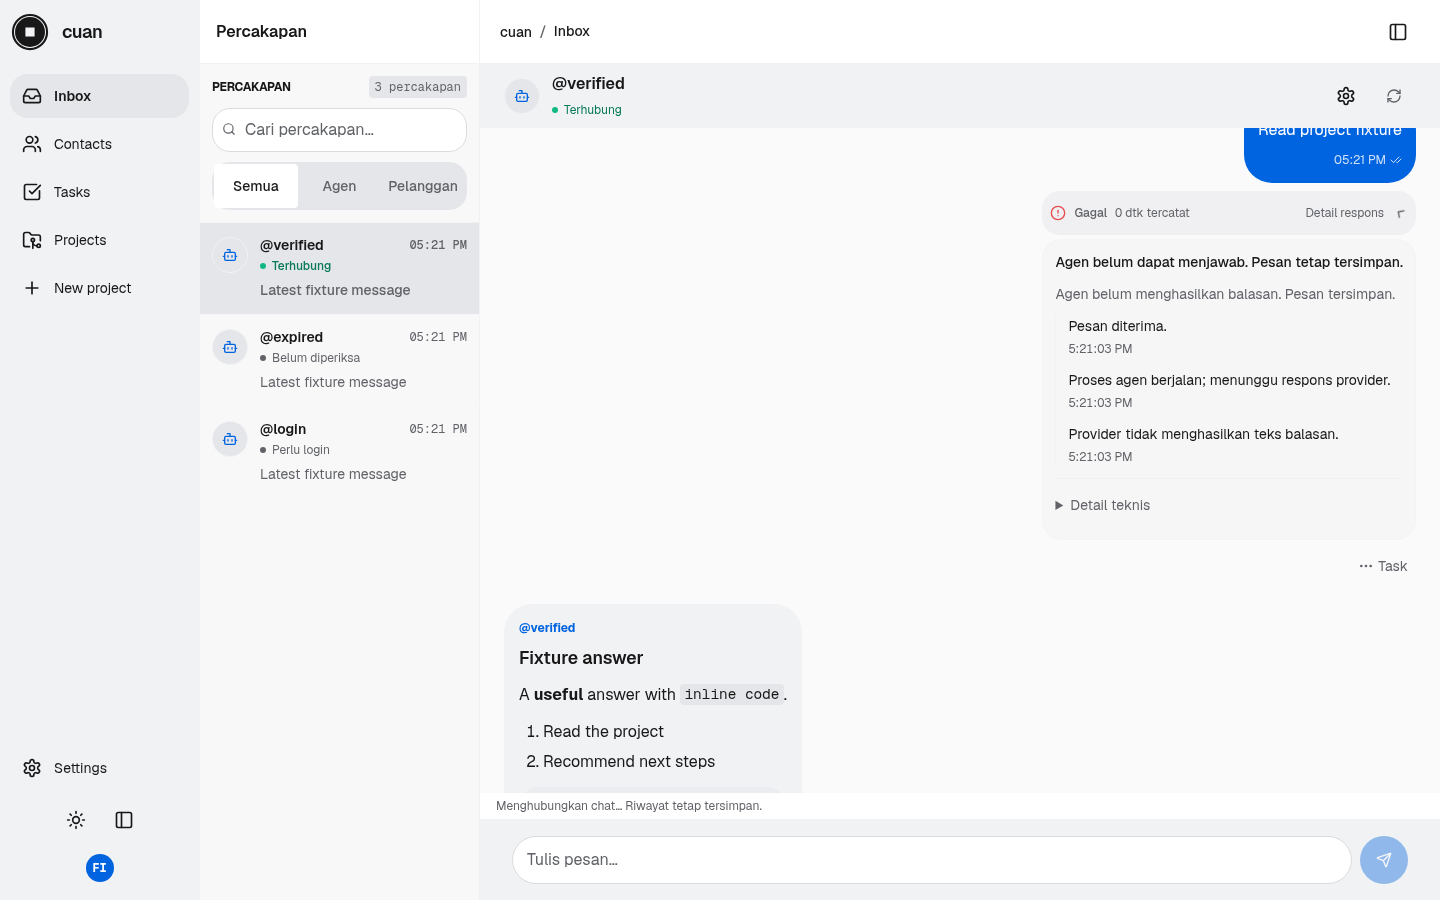 cuan
Inbox
Contacts
Tasks
Projects
New project
Settings
FI
Percakapan
PERCAKAPAN
3 percakapan
Cari percakapan...
Semua
Agen
Pelanggan
@verified
05:21 PM
Terhubung
Latest fixture message
@expired
05:21 PM
Belum diperiksa
Latest fixture message
@login
05:21 PM
Perlu login
Latest fixture message
cuan / Inbox
@verified
Terhubung
Read project fixture
05:21 PM
Gagal 0 dtk tercatat
Detail respons
Agen belum dapat menjawab. Pesan tetap tersimpan.
Agen belum menghasilkan balasan. Pesan tersimpan.
Pesan diterima.
5:21:03 PM
Proses agen berjalan; menunggu respons provider.
5:21:03 PM
Provider tidak menghasilkan teks balasan.
5:21:03 PM
Detail teknis
Task
@verified
Fixture answer
A useful answer with inline code.
1. Read the project
2. Recommend next steps
Menghubungkan chat... Riwayat tetap tersimpan.
Tulis pesan...